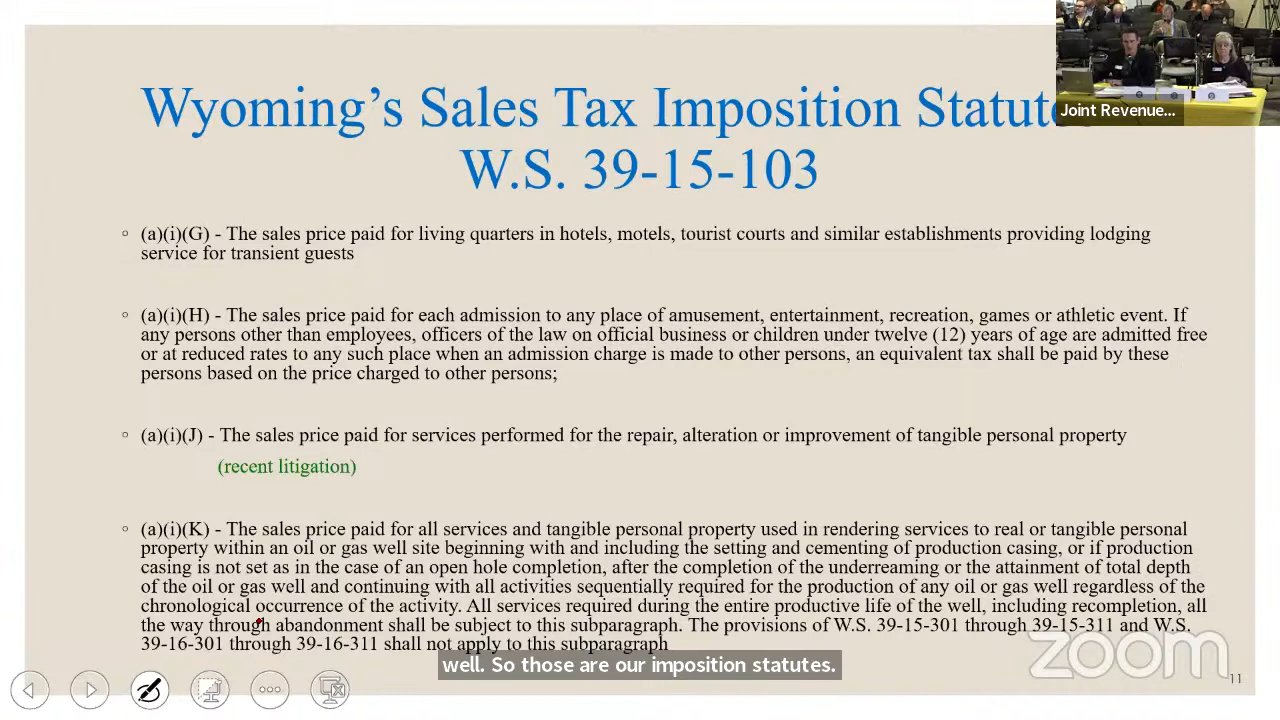 Wyoming's Sales Tax Imposition Statute
W.S. 39-15-103
Joint Revenue...
◦ (a)(i)(G) - The sales price paid for living quarters in hotels, motels, tourist courts and similar establishments providing lodging
service for transient guests
◦ (a)(i)(H) - The sales price paid for each admission to any place of amusement, entertainment, recreation, games or athletic event. If
any persons other than employees, officers of the law on official business or children under twelve (12) years of age are admitted free
or at reduced rates to any such place when an admission charge is made to other persons, an equivalent tax shall be paid by these
persons based on the price charged to other persons;
◦ (a)(i)(J) - The sales price paid for services performed for the repair, alteration or improvement of tangible personal property
(recent litigation)
◦ (a)(i)(K) - The sales price paid for all services and tangible personal property used in rendering services to real or tangible personal
property within an oil or gas well site beginning with and including the setting and cementing of production casing, or if production
casing is not set as in the case of an open hole completion, after the completion of the underreaming or the attainment of total depth
of the oil or gas well and continuing with all activities sequentially required for the production of any oil or gas well regardless of the
chronological occurrence of the activity. All services required during the entire productive life of the well, including recompletion, all
the way through abandonment shall be subject to this subparagraph. The provisions of W.S. 39-15-301 through 39-15-311 and W.S.
39-16-301 through 39-16-311 shall not apply to this subparagraph
well. So those are our imposition statutes.
zoom
11